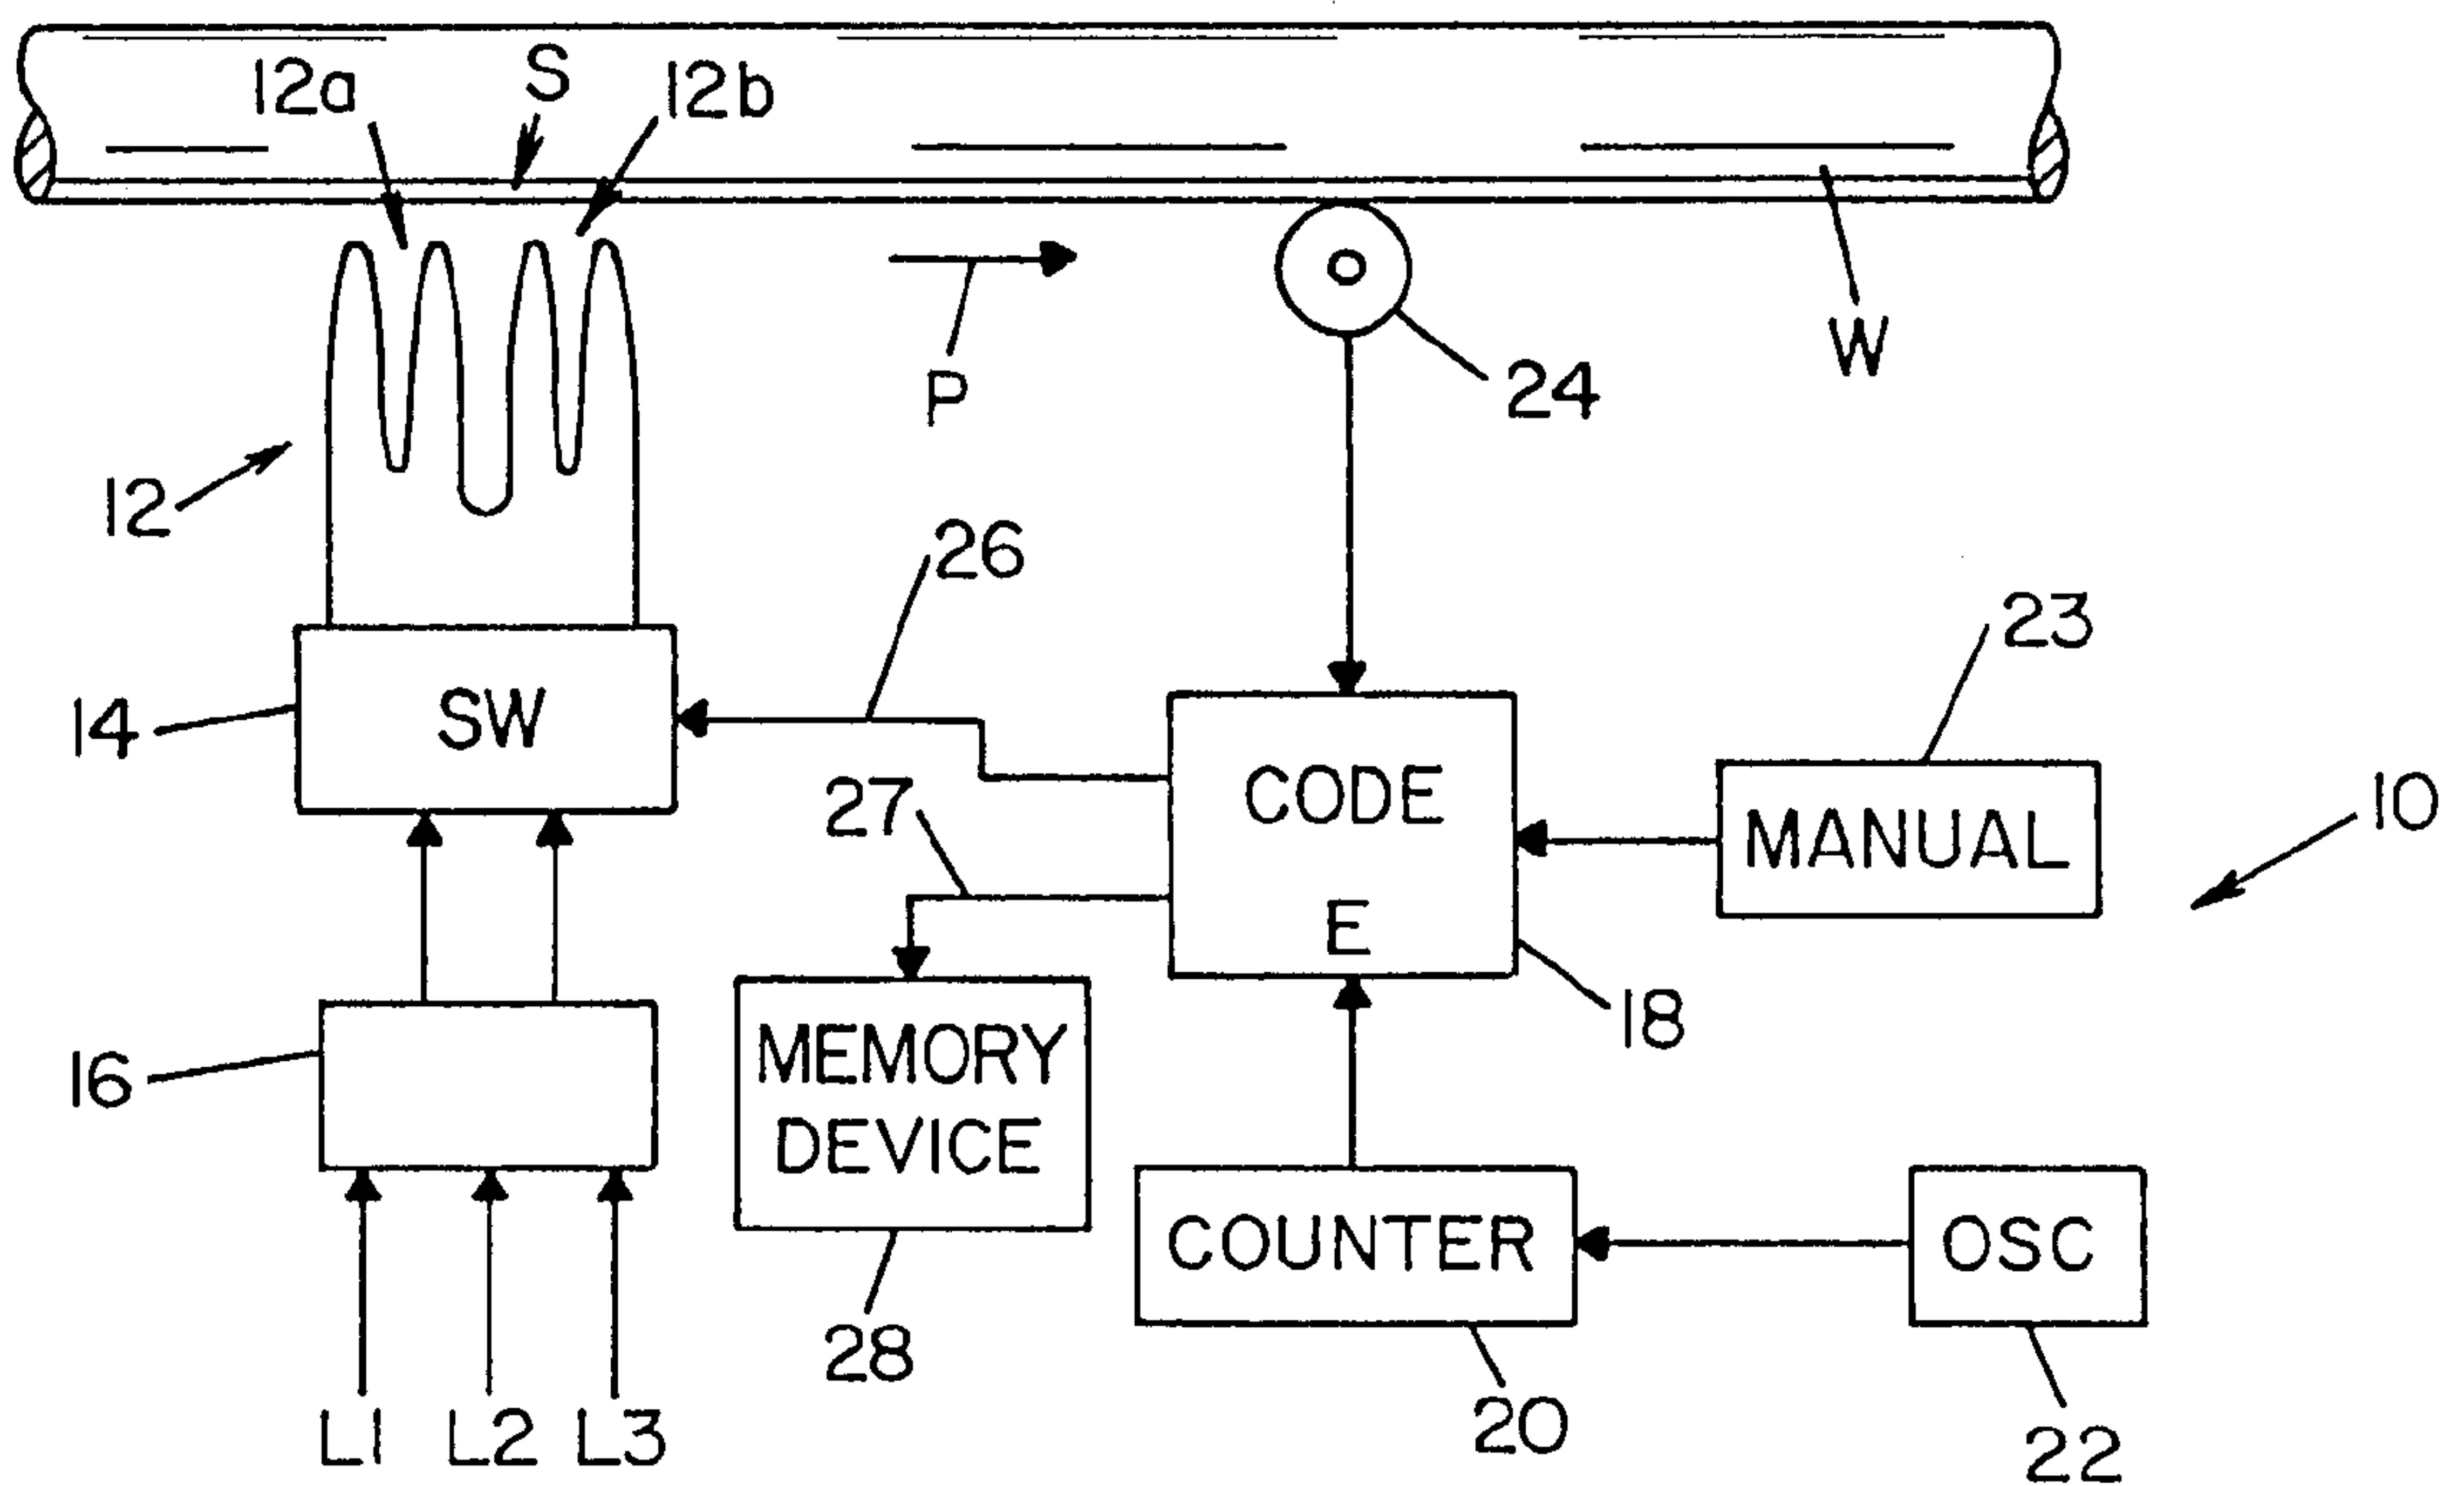 S
12a
12b
P
24
W
12
26
23
14
SW
27
CODE
E
MANUAL
10
18
16
MEMORY
DEVICE
COUNTER
OSC
28
20
22
L1
L2
L3